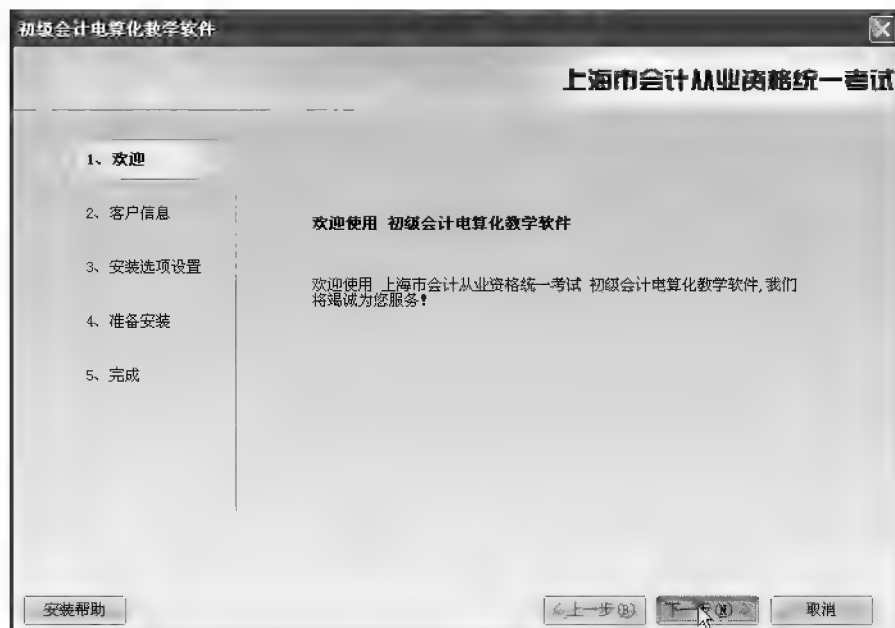 初级会计电算化教学软件
上海市会计从业资格统一考试
1、欢迎
2、客户信息
3、安装选项设置
4、准备安装
5、完成
欢迎使用 初级会计电算化教学软件
欢迎使用 上海市会计从业资格统一考试 初级会计电算化教学软件,我们
将竭诚为您服务!
安装帮助
<上一步(B)
下一步(N)>
取消